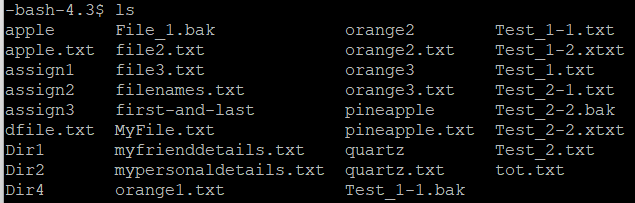 -bash-4.3$ ls
apple File_1.bak orange2 Test_1-1.txt
apple.txt file2.txt orange2.txt Test_1-2.xtxt
assign1 file3.txt orange3 Test_1.txt
assign2 filenames.txt orange3.txt Test_2-1.txt
assign3 first-and-last pineapple Test_2-2.bak
dfile.txt MyFile.txt pineapple.txt Test_2-2.xtxt
Dir1 myfrienddetails.txt quartz Test_2.txt
Dir2 mypersonaldetails.txt quartz.txt tot.txt
Dir4 orange1.txt Test_1-1.bak